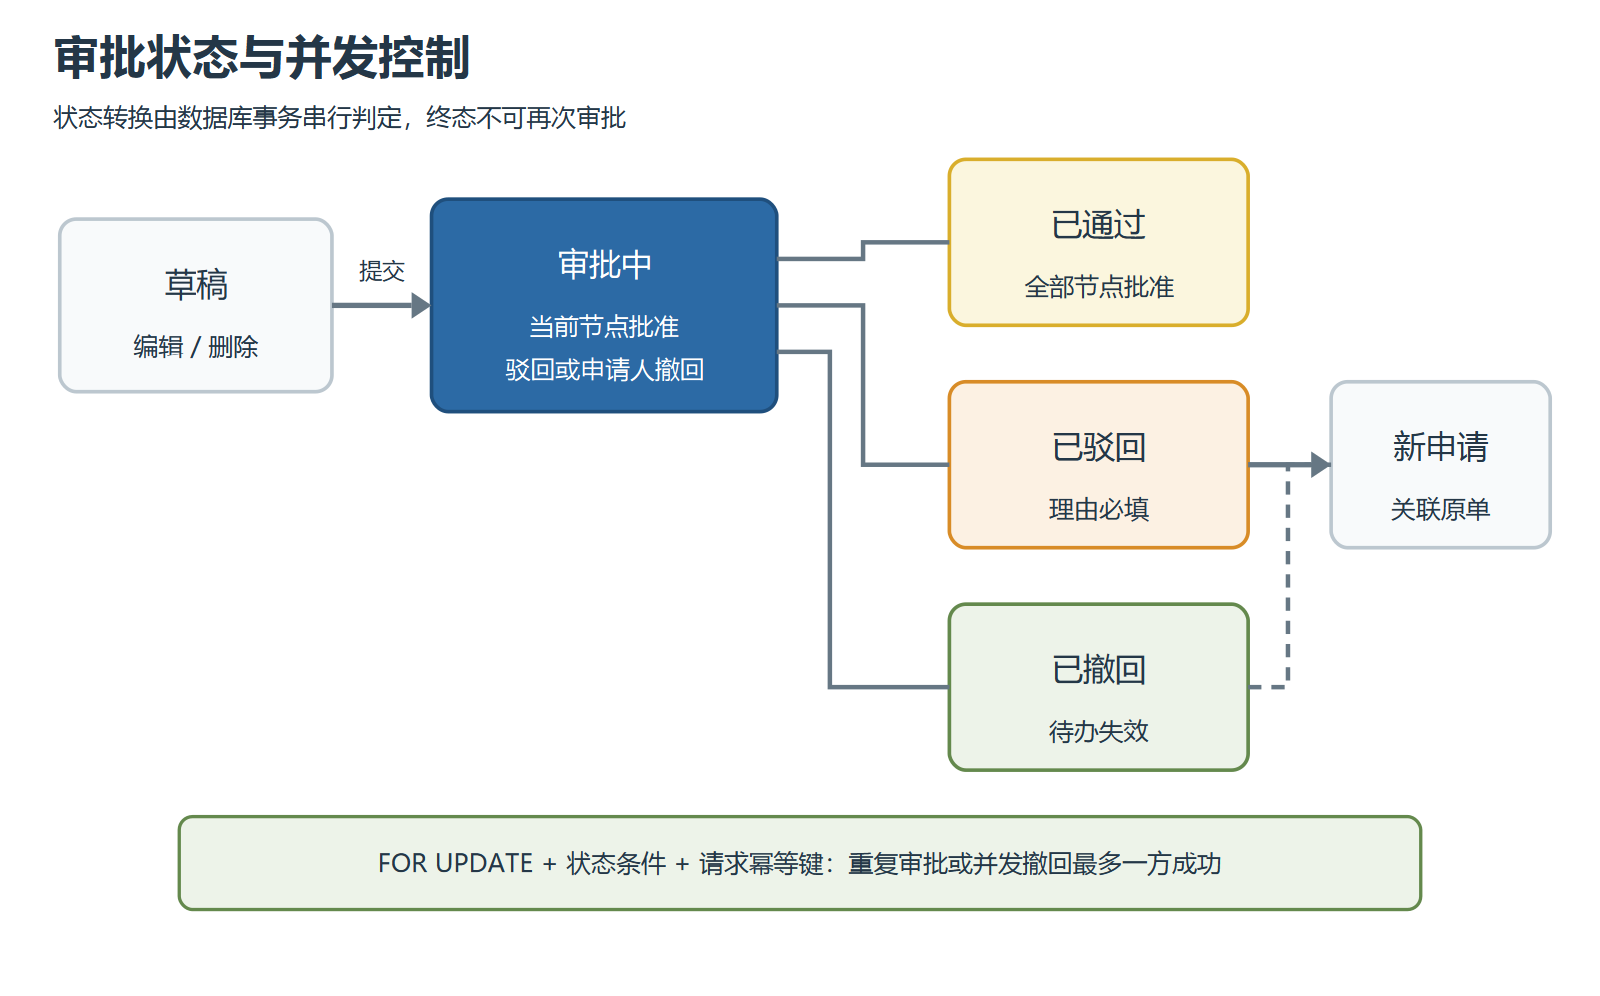 审批状态与并发控制
状态转换由数据库事务串行判定，终态不可再次审批
草稿
编辑 / 删除
提交
审批中
当前节点批准
驳回或申请人撤回
已通过
全部节点批准
已驳回
理由必填
新申请
关联原单
已撤回
待办失效
FOR UPDATE + 状态条件 + 请求幂等键：重复审批或并发撤回最多一方成功